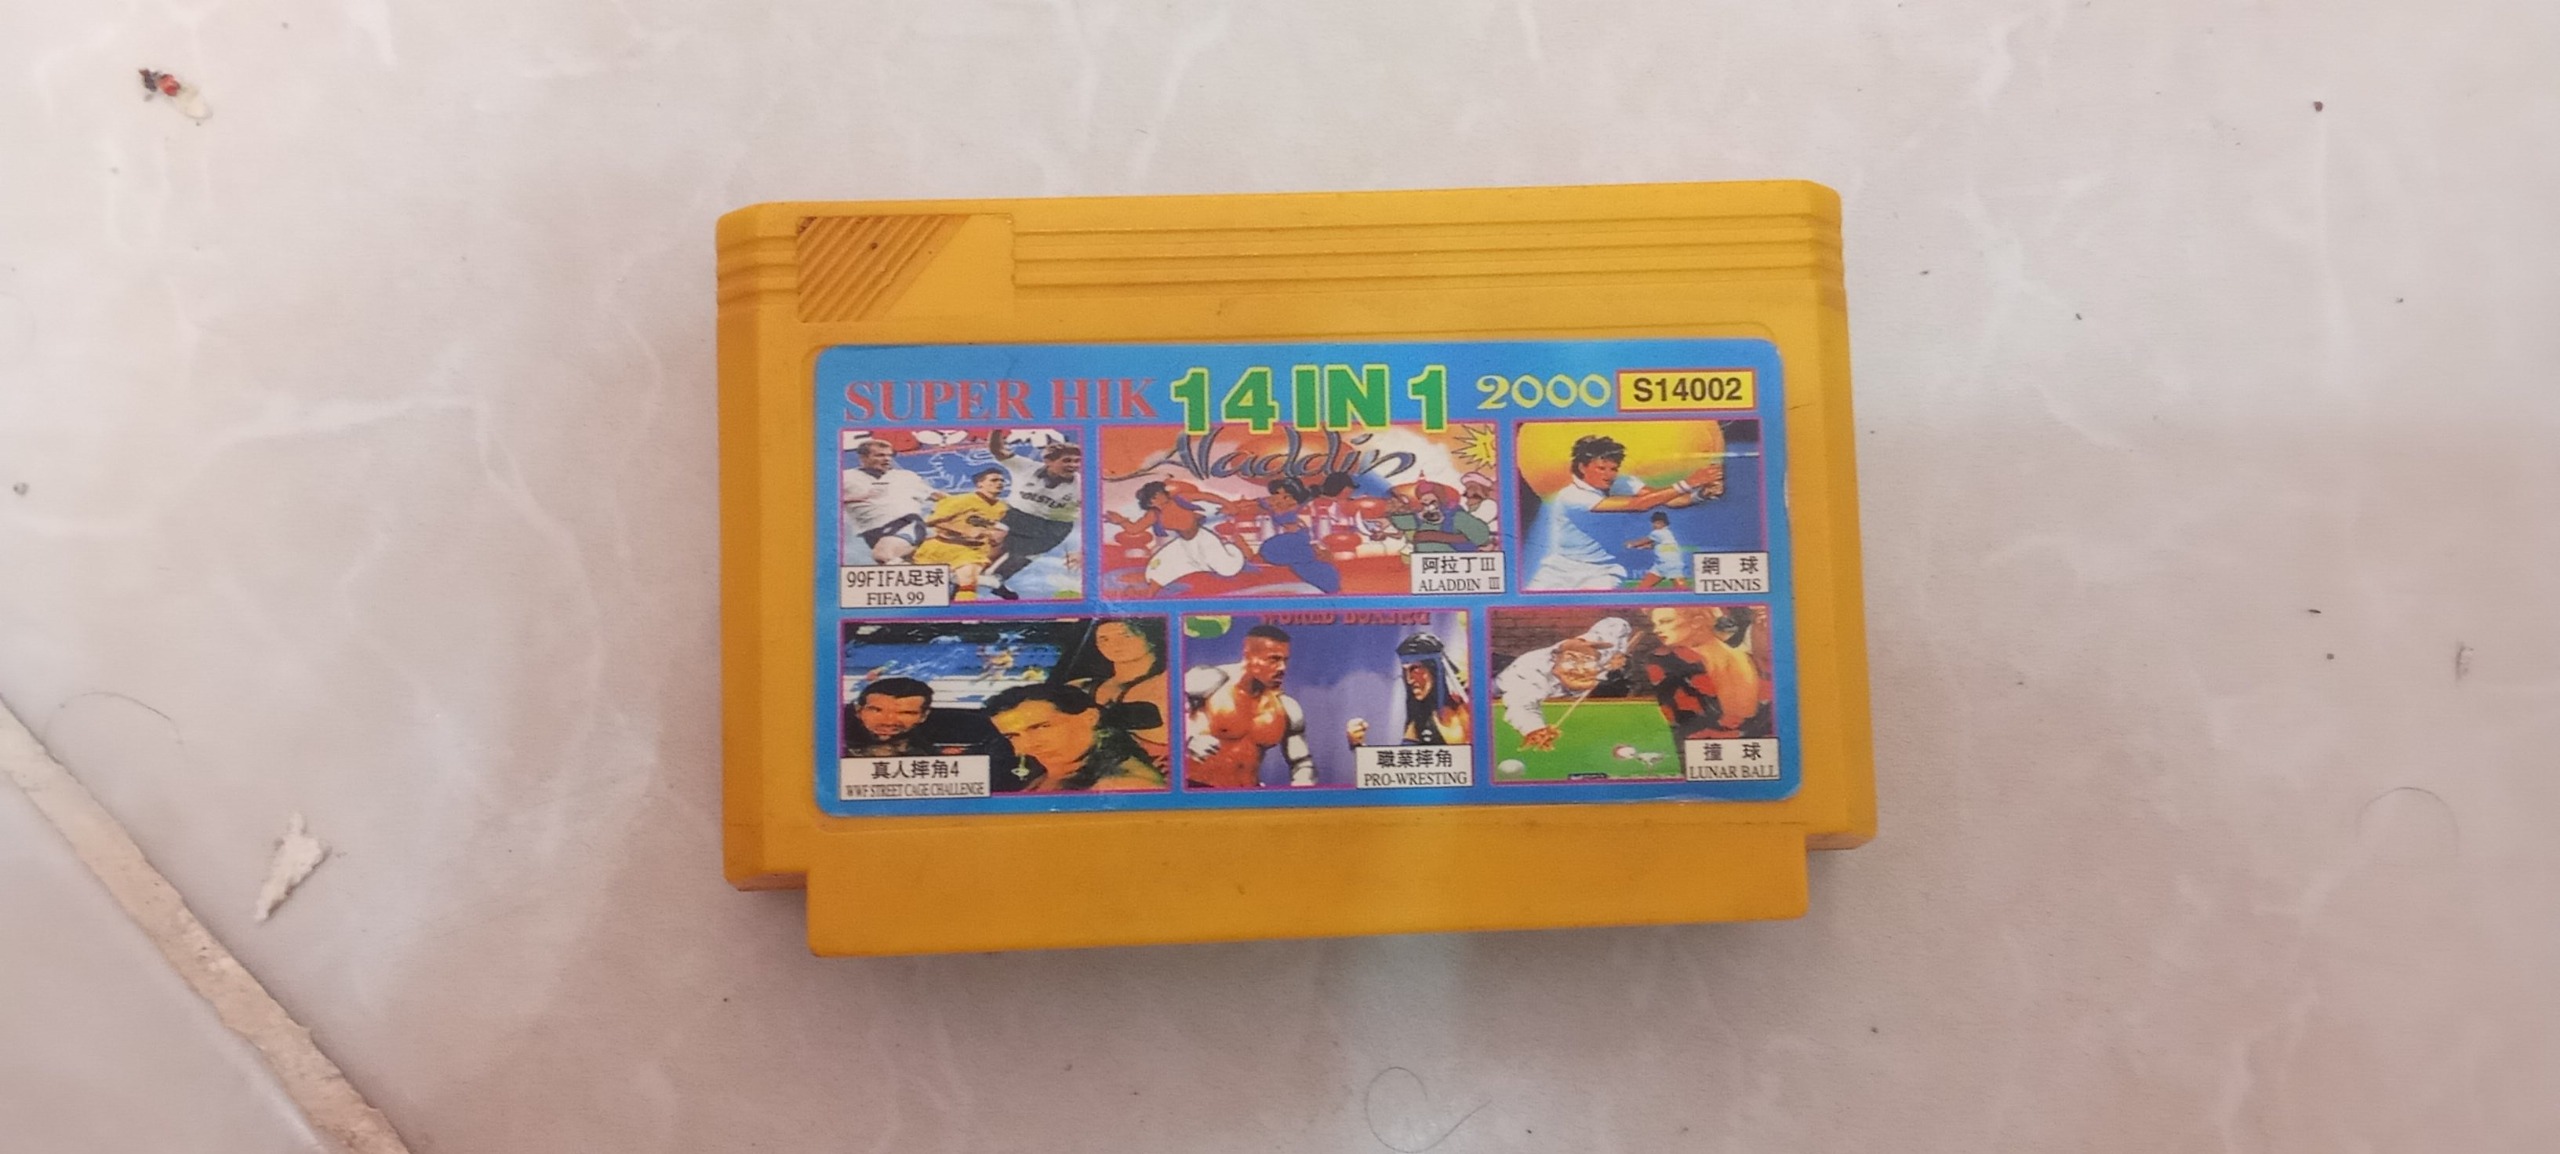 SUPER HIK 14 IN 1 2000 S14002
Aladdin
99FIFA足球
FIFA 99
阿拉丁III
ALADDIN III
網 球
TENNIS
WORLD BOXING
真人摔角4
WWF STREET CAGE CHALLENGE
職業摔角
PRO-WRESTING
撞 球
LUNAR BALL